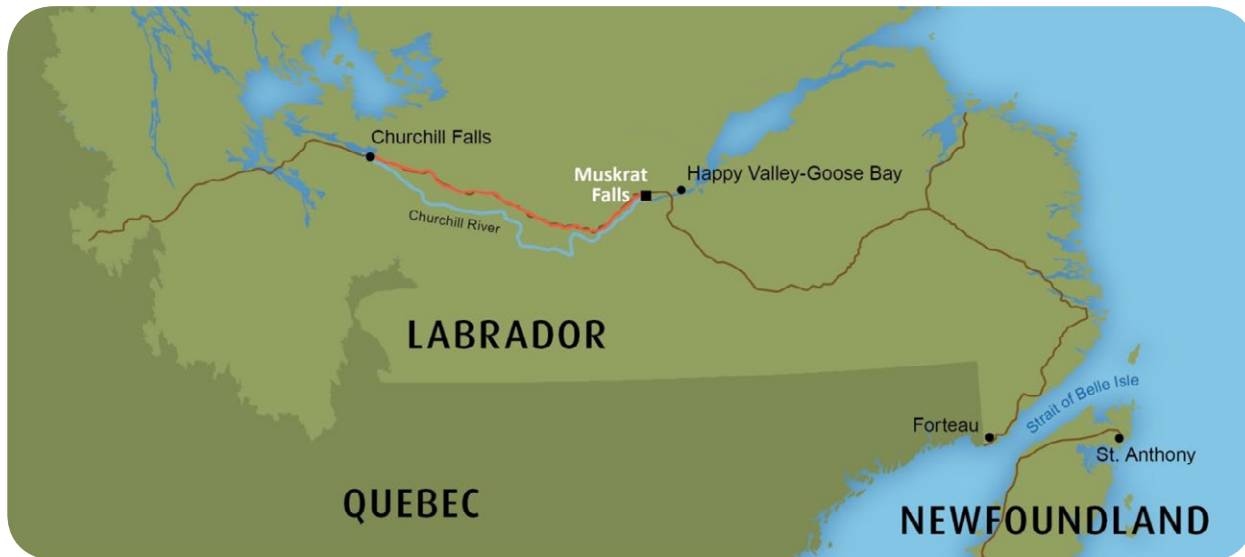 Churchill Falls
Muskrat
Falls
Happy Valley-Goose Bay
Churchill River
LABRADOR
Strait of Belle Isle
Forteau
St. Anthony
QUEBEC
NEWFOUNDLAND